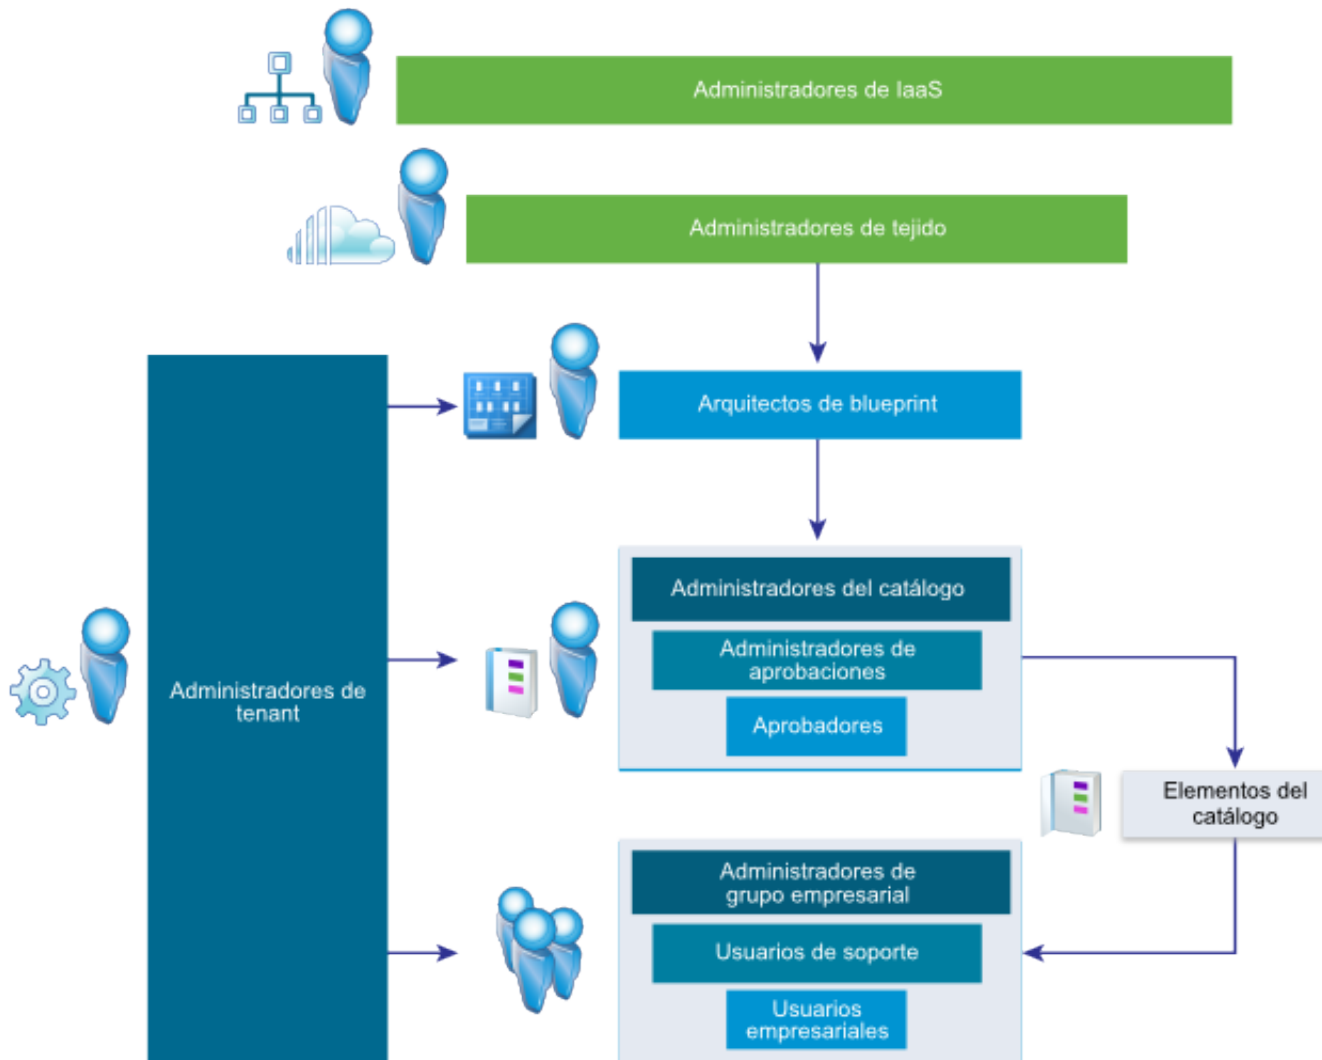 Administradores de IaaS
Administradores de tejido
Arquitectos de blueprint
Administradores de
tenant
Administradores del catálogo
Administradores de
aprobaciones
Aprobadores
Elementos del
catálogo
Administradores de
grupo empresarial
Usuarios de soporte
Usuarios
empresariales